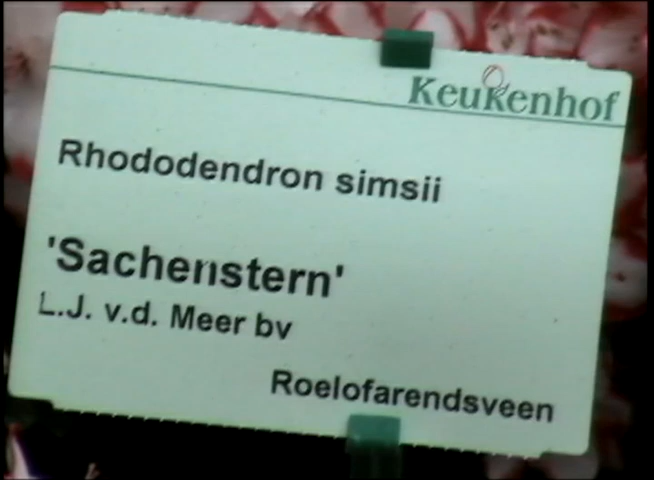 Keukenhof
Rhododendron simsii
'Sachenstern'
L.J. v.d. Meer bv
Roelofarendsveen